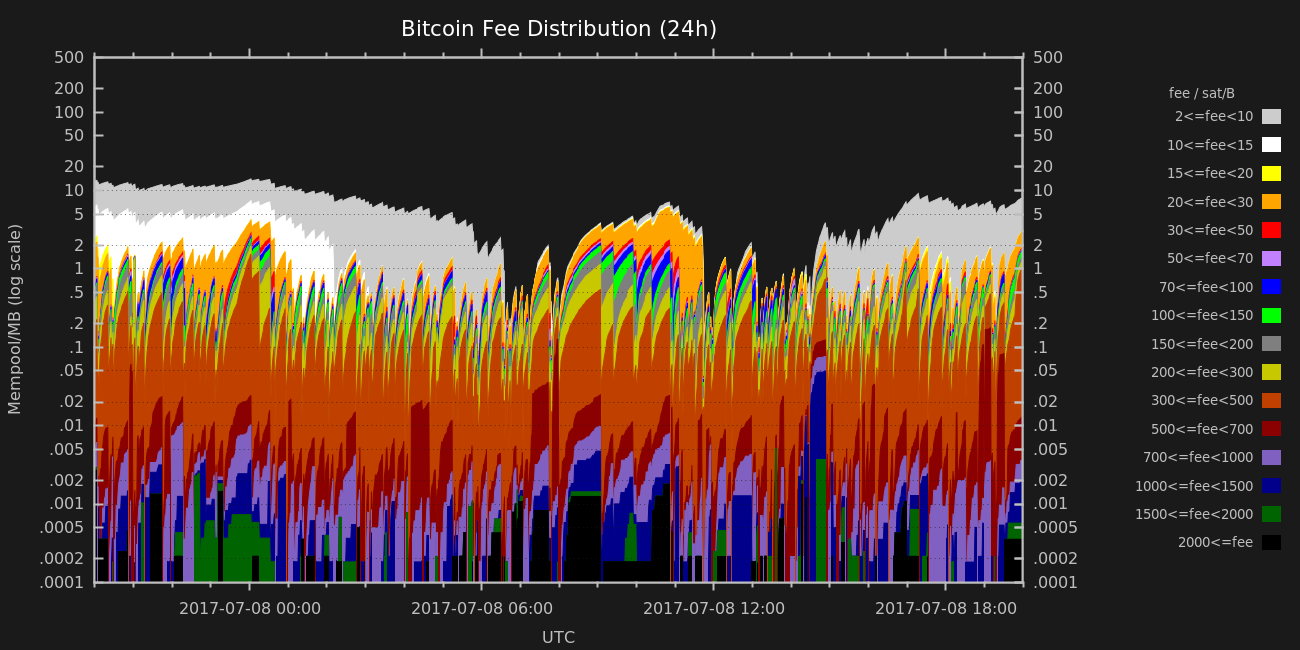 Bitcoin Fee Distribution (24h)
500 500
200 200
100 100
50 50
20 20
10 10
5 5
2 2
1 1
.5 .5
.2 .2
.1 .1
.05 .05
.02 .02
.01 .01
.005 .005
.002 .002
.001 .001
.0005 .0005
.0002 .0002
.0001 .0001
Mempool/MB (log scale)
2017-07-08 00:00 2017-07-08 06:00 2017-07-08 12:00 2017-07-08 18:00
UTC
fee / sat/B
2<=fee<10
10<=fee<15
15<=fee<20
20<=fee<30
30<=fee<50
50<=fee<70
70<=fee<100
100<=fee<150
150<=fee<200
200<=fee<300
300<=fee<500
500<=fee<700
700<=fee<1000
1000<=fee<1500
1500<=fee<2000
2000<=fee